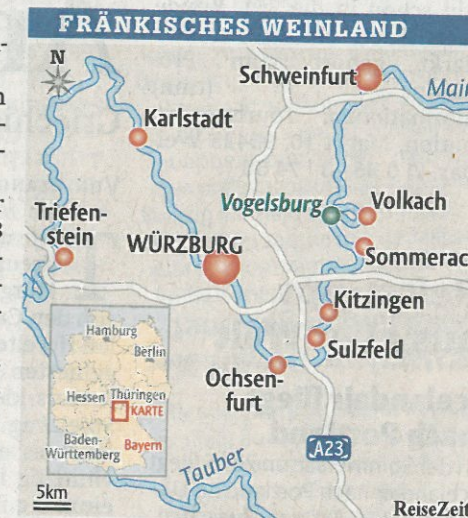 FRÄNKISCHES WEINLAND
N
Schweinfurt
Main
Karlstadt
Vogelsburg
Volkach
Triefen-
stein
WÜRZBURG
Sommerac
Kitzingen
Sulzfeld
Ochsen-
furt
Hamburg
Berlin
Hessen
Thüringen
KARTE
Baden-
Württemberg
Bayern
A23
Tauber
5km
ReiseZeit